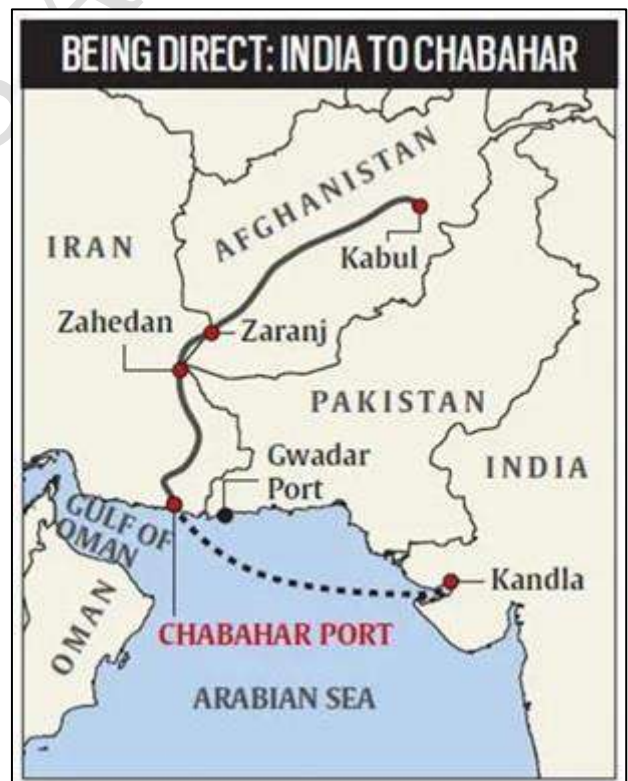 BEING DIRECT: INDIA TO CHABAHAR
AFGHANISTAN
IRAN
Kabul
Zahedan
Zaranj
PAKISTAN
Gwadar
Port
INDIA
GULF OF
OMAN
Kandla
OMAN
CHABAHAR PORT
ARABIAN SEA